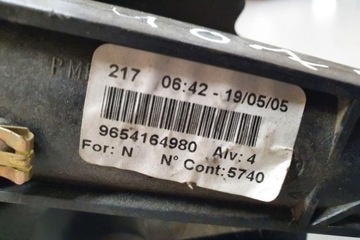 217 06:42 - 19/05/05
9654164980 Alv: 4
For: N N° Cont:5740